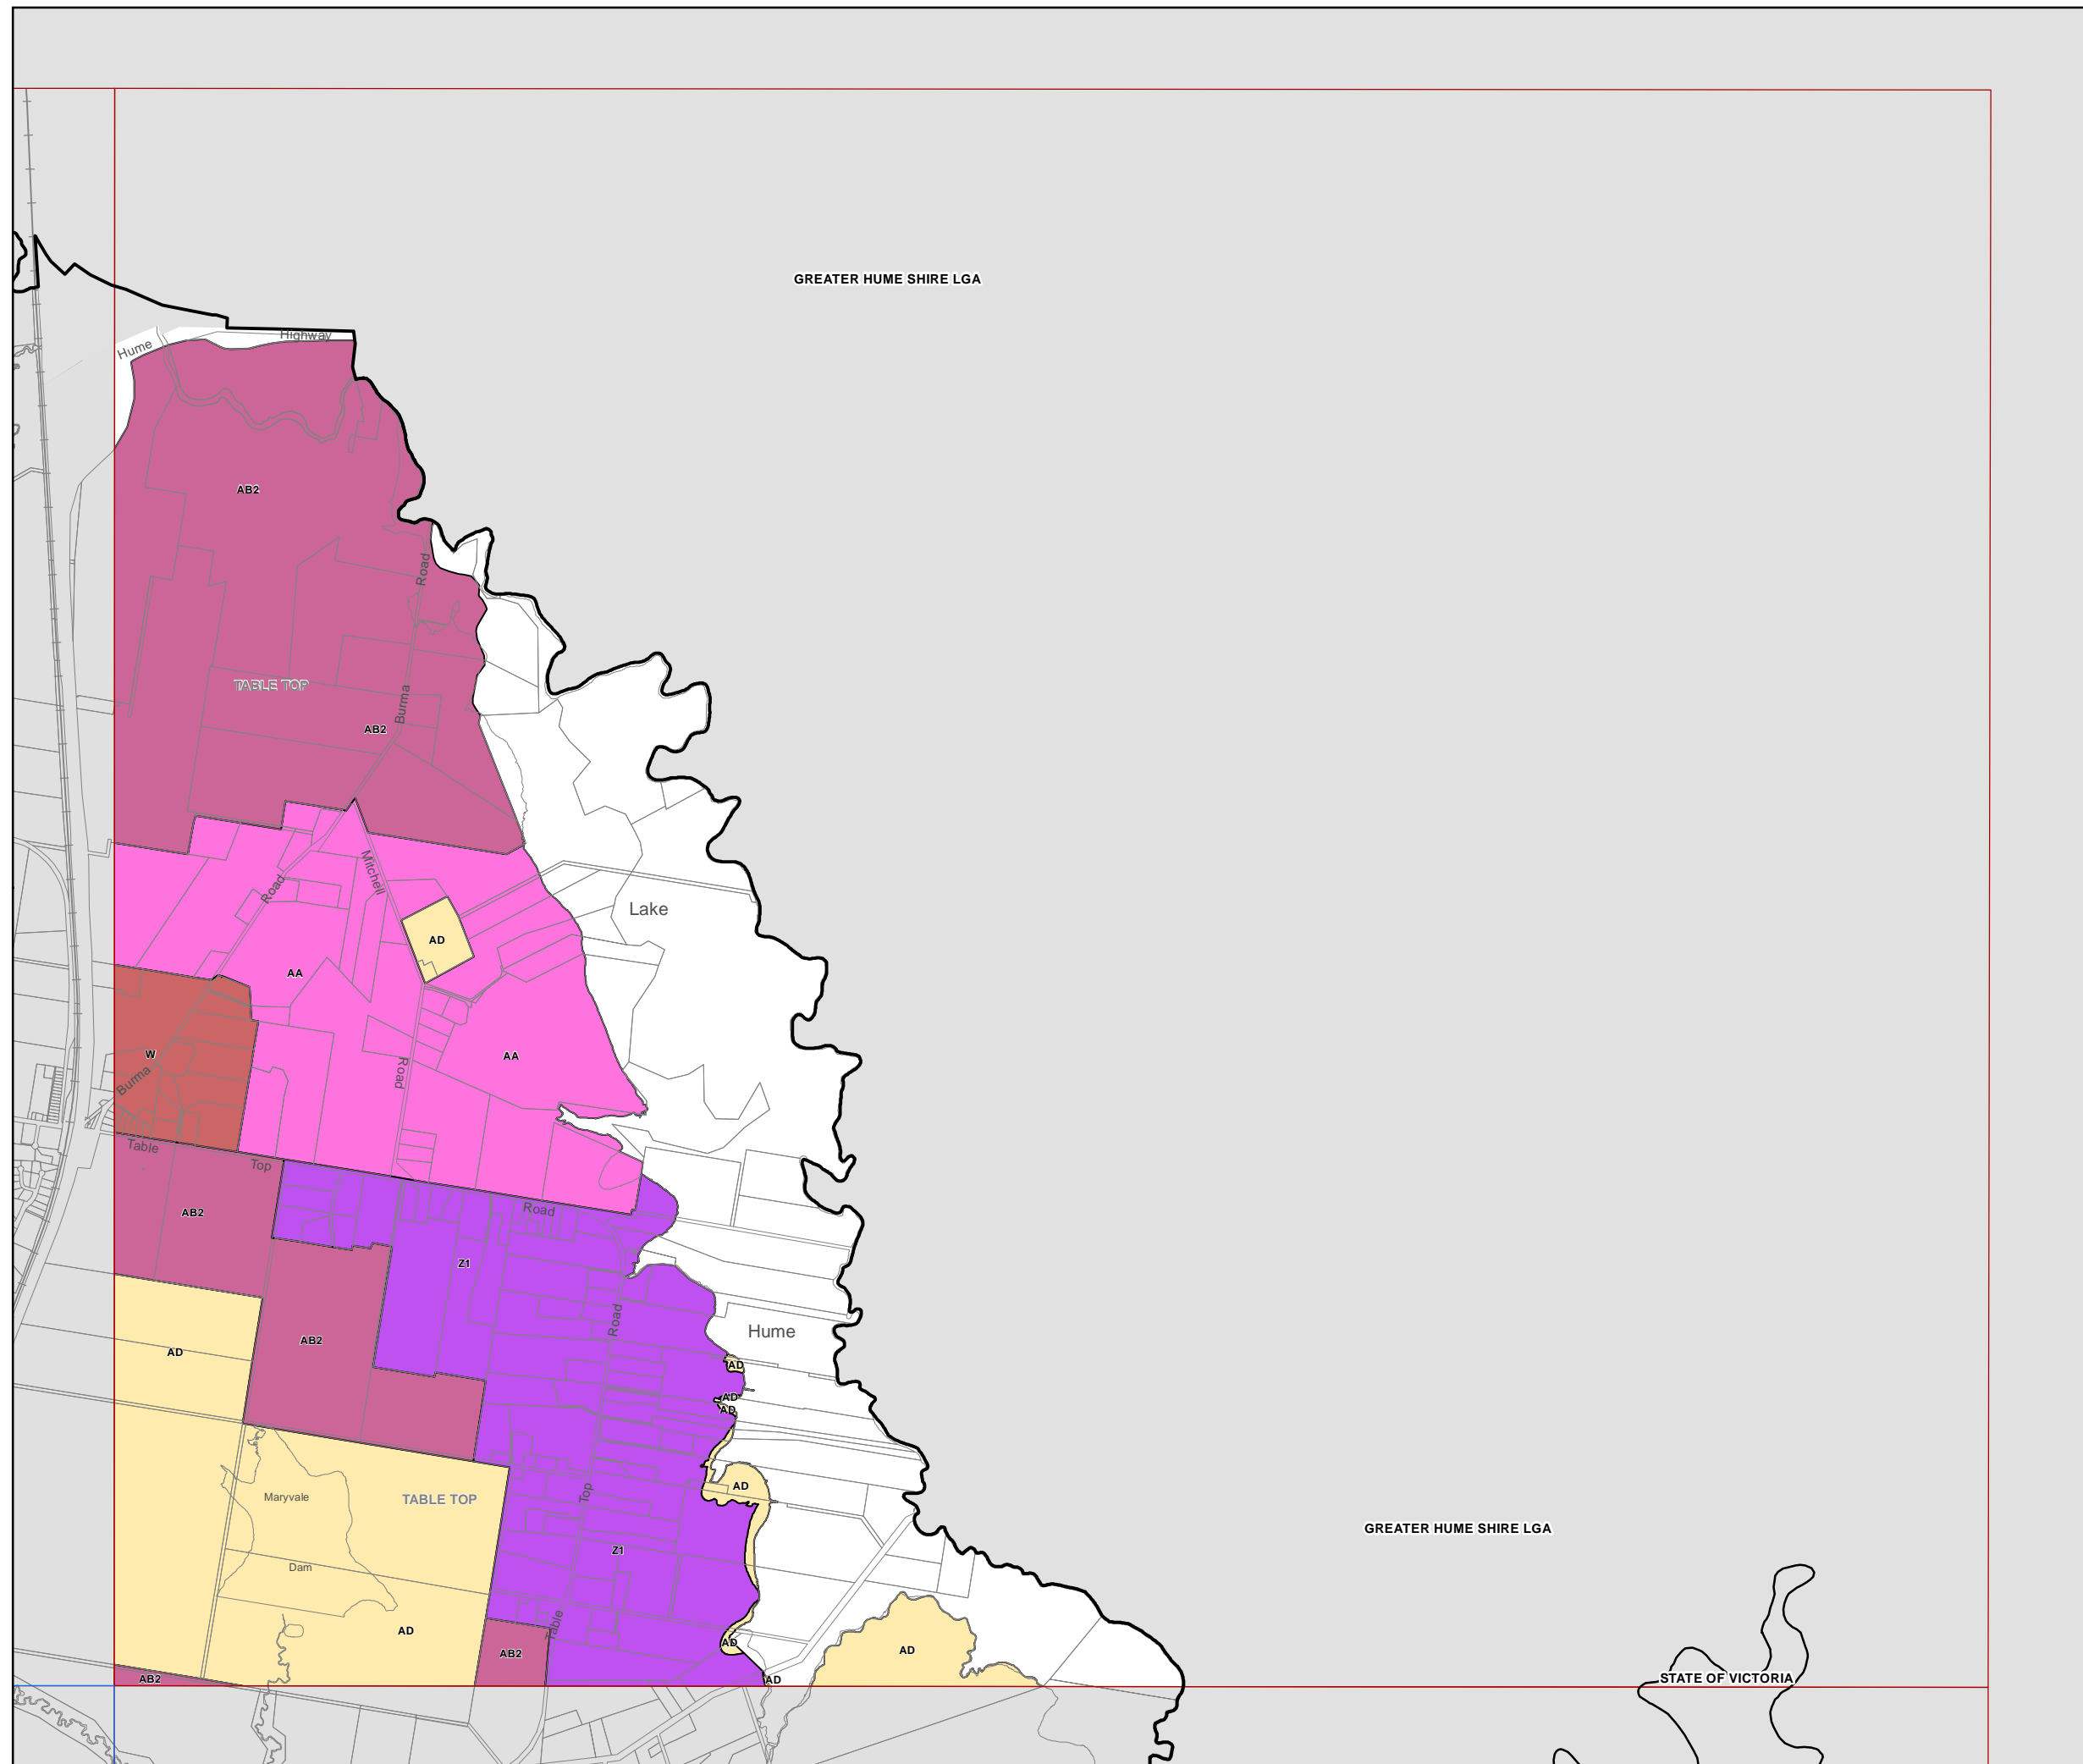 GREATER HUME SHIRE LGA
Hume
Highway
AB2
Road
TABLE TOP
Burma
AB2
Mitchell
Road
Lake
AD
AA
W
AA
Burma
Road
Table
Top
Road
AB2
Z1
Road
Hume
AB2
AD
AD
AD
AD
AD
Maryvale
TABLE TOP
Top
GREATER HUME SHIRE LGA
Z1
Dam
AD
Table
AB2
AD
AD
AB2
AD
STATE OF VICTORIA